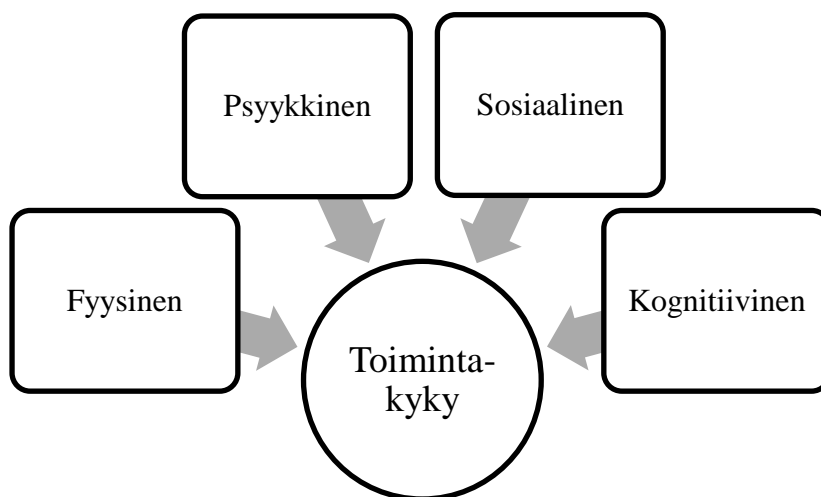 Psyykkinen
Sosiaalinen
Fyysinen
Kognitiivinen
Toiminta-
kyky